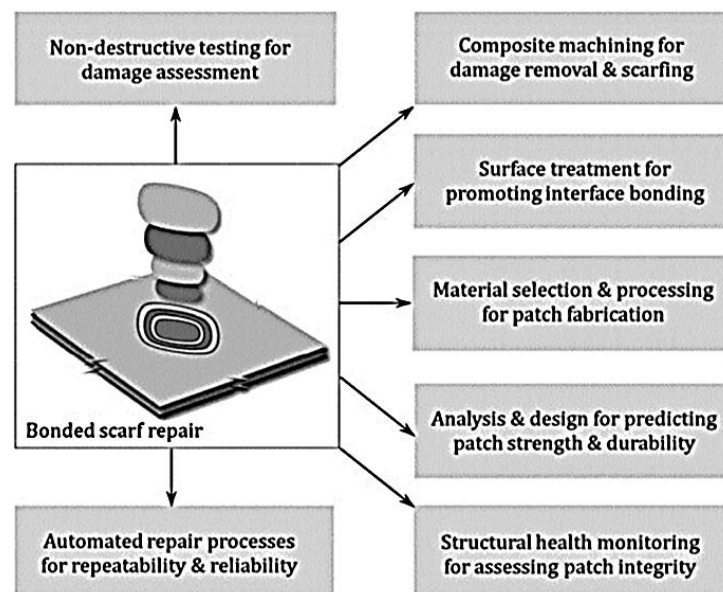 Non-destructive testing for
damage assessment
Composite machining for
damage removal & scarfing
Surface treatment for
promoting interface bonding
Material selection & processing
for patch fabrication
Bonded scarf repair
Analysis & design for predicting
patch strength & durability
Automated repair processes
for repeatability & reliability
Structural health monitoring
for assessing patch integrity